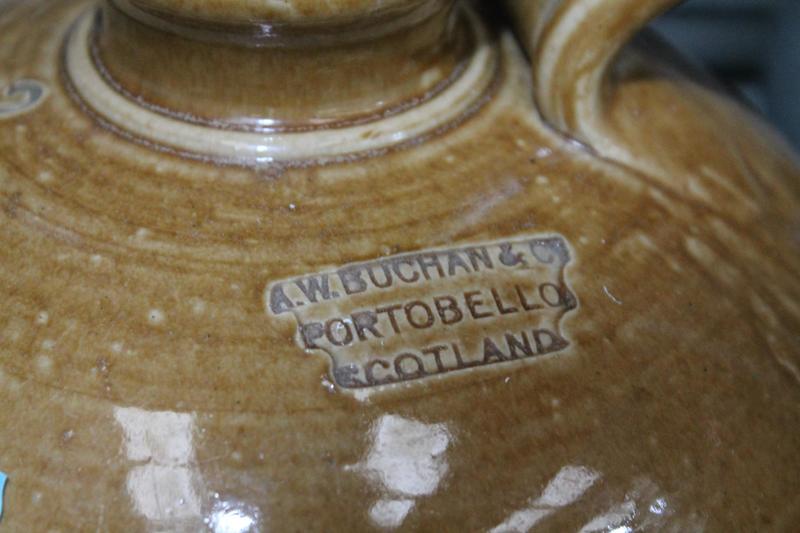 A.W. BUCHAN & Co
PORTOBELLO
SCOTLAND